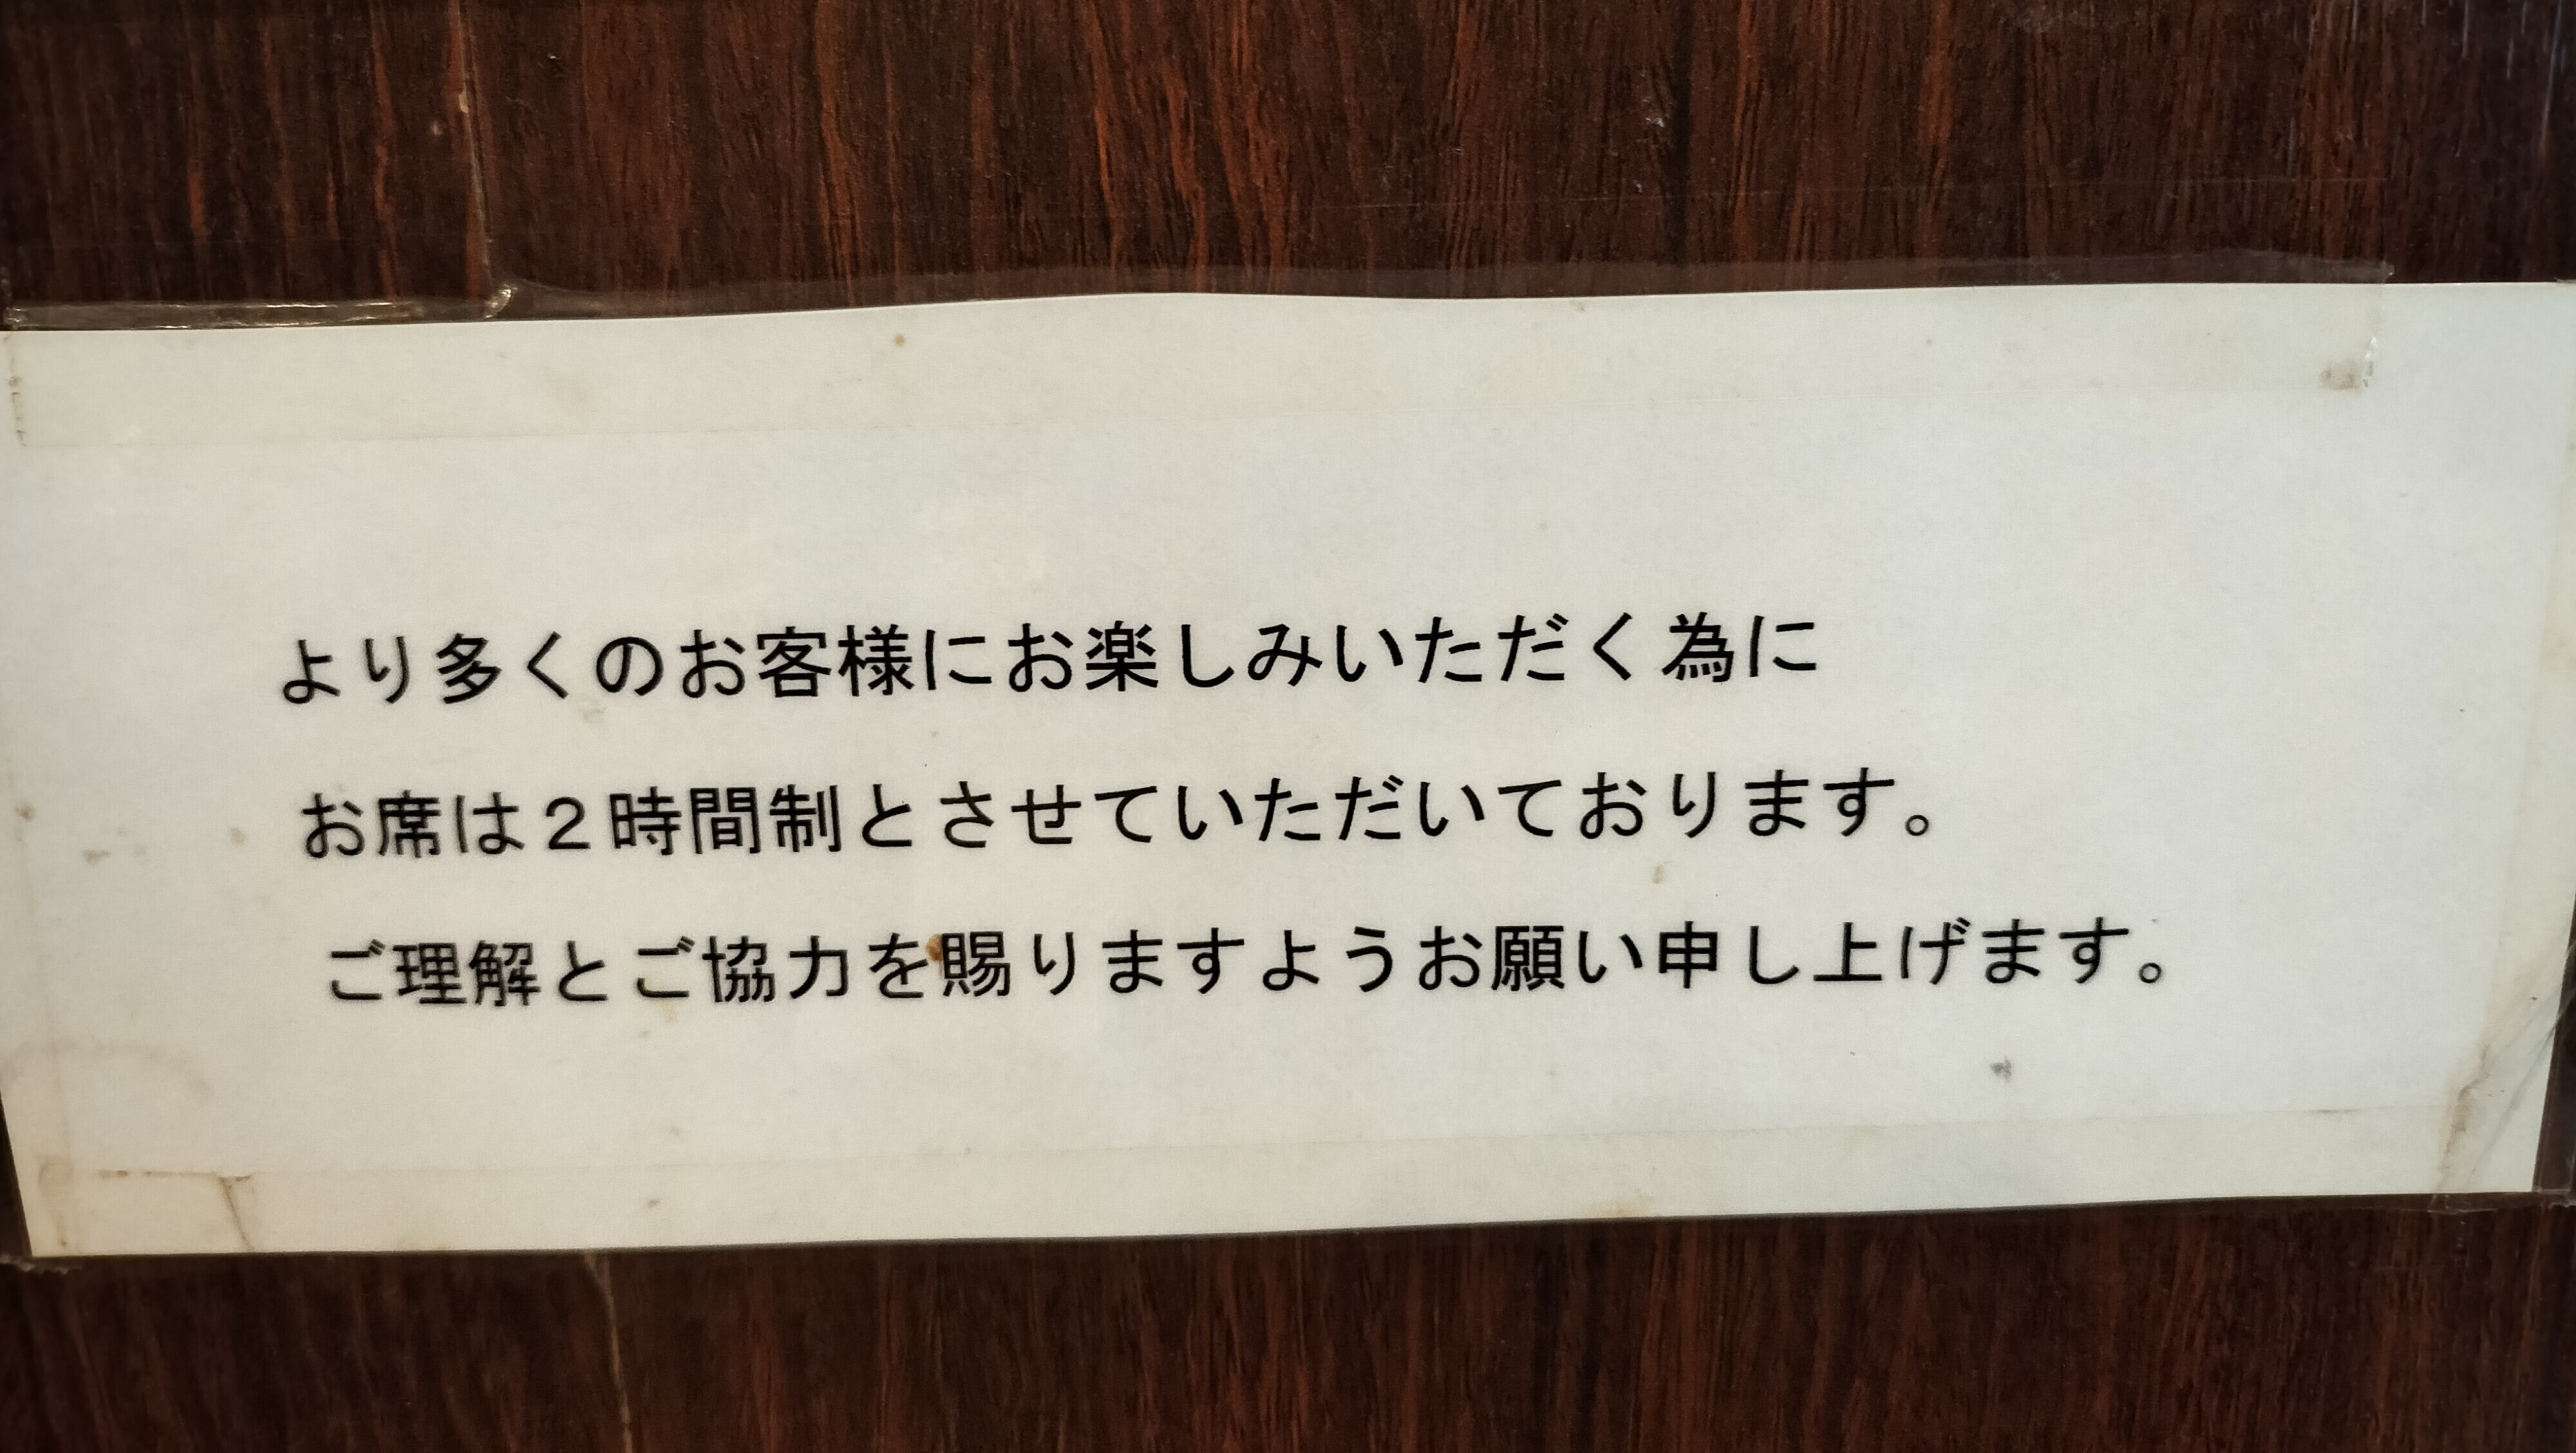 より多くのお客様にお楽しみいただく為に
お席は２時間制とさせていただいております。
ご理解とご協力を賜りますようお願い申し上げます。